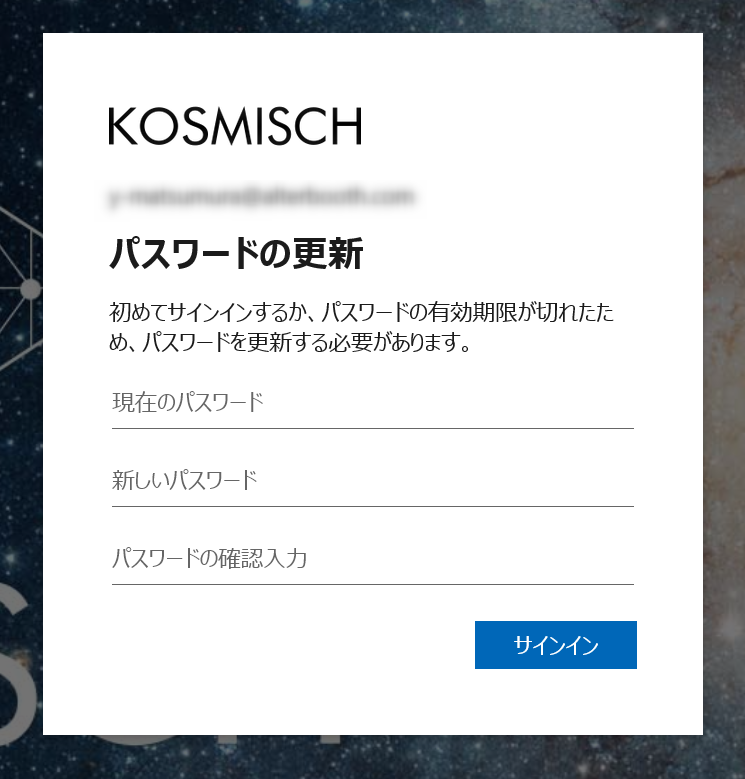 KOSMISCH
パスワードの更新
初めてサインインするか、パスワードの有効期限が切れたた
め、パスワードを更新する必要があります。
現在のパスワード
新しいパスワード
パスワードの確認入力
サインイン